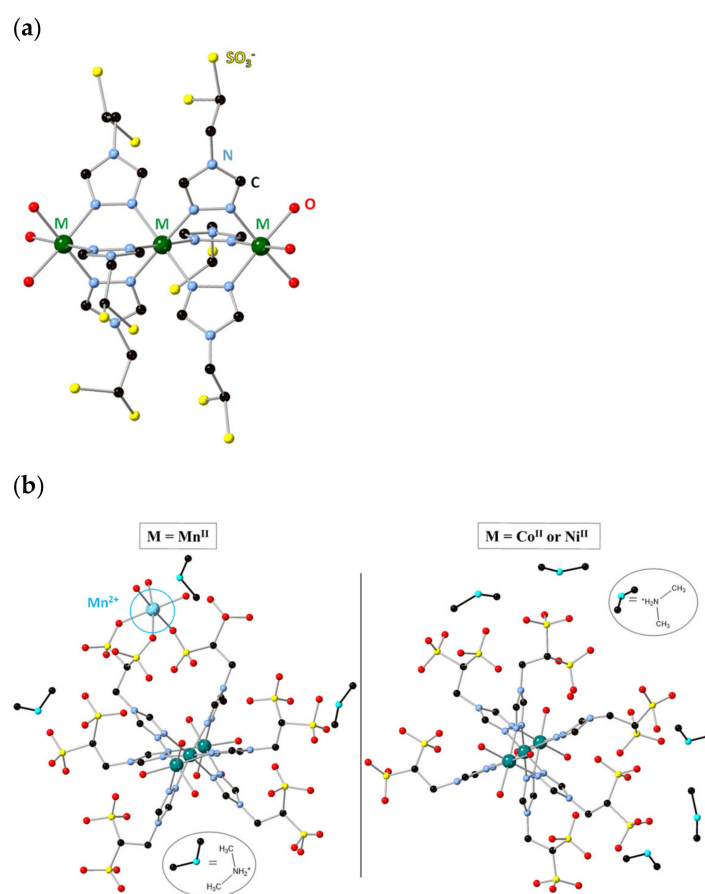 (a)
SO₃⁻
N
C
M
M
M
O
(b)
M = Mnᴵᴵ
M = Coᴵᴵ or Niᴵᴵ
Mn²⁺
= ⁺H₂N
CH₃
CH₃
=
H₃C
NH₂⁺
H₃C